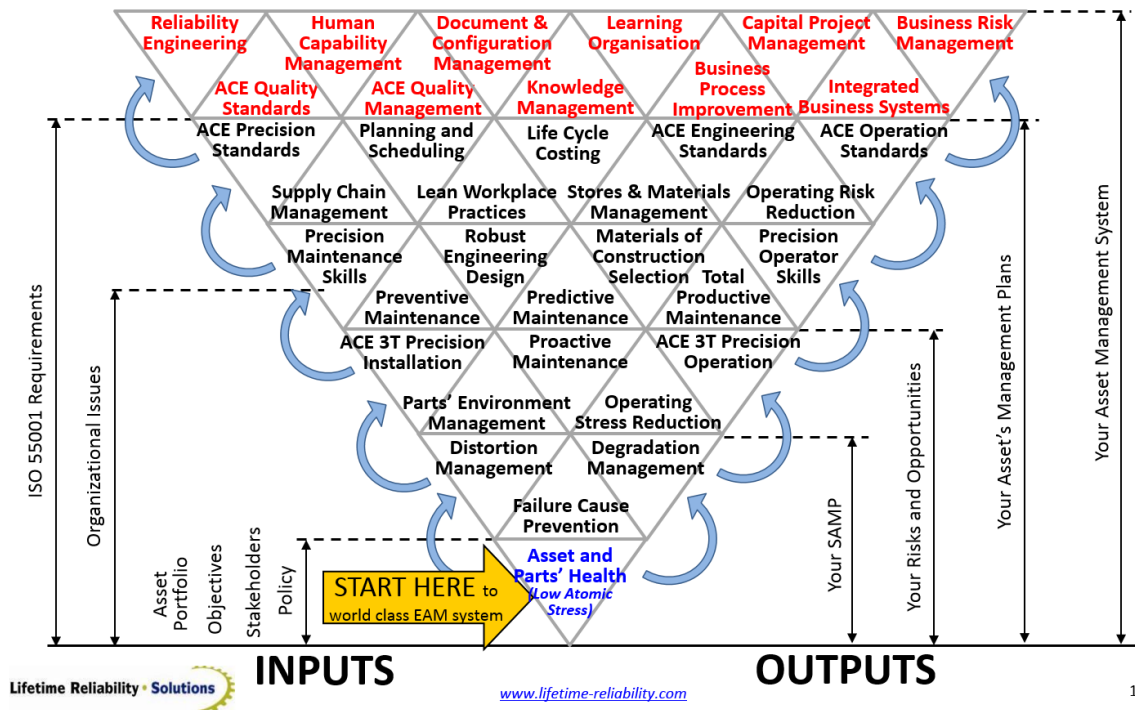 Reliability
Engineering
Human
Capability
Management
Document &
Configuration
Management
Learning
Organisation
Capital Project
Management
Business Risk
Management
ACE Quality
Standards
ACE Quality
Management
Knowledge
Management
Business
Process
Improvement
Integrated
Business Systems
ACE Precision
Standards
Planning and
Scheduling
Life Cycle
Costing
ACE Engineering
Standards
ACE Operation
Standards
Supply Chain
Management
Lean Workplace
Practices
Stores & Materials
Management
Operating Risk
Reduction
Precision
Maintenance
Skills
Robust
Engineering
Design
Materials of
Construction
Selection
Precision
Operator
Skills
Preventive
Maintenance
Predictive
Maintenance
Total
Productive
Maintenance
ACE 3T Precision
Installation
Proactive
Maintenance
ACE 3T Precision
Operation
Parts’ Environment
Management
Operating
Stress Reduction
Distortion
Management
Degradation
Management
Failure Cause
Prevention
Asset and
Parts’ Health
(Low Atomic
Stress)
START HERE to
world class EAM system
ISO 55001 Requirements
Organizational Issues
Asset
Portfolio
Objectives
Stakeholders
Policy
Your SAMP
Your Risks and Opportunities
Your Asset’s Management Plans
Your Asset Management System
INPUTS
OUTPUTS
Lifetime Reliability • Solutions
www.lifetime-reliability.com
1